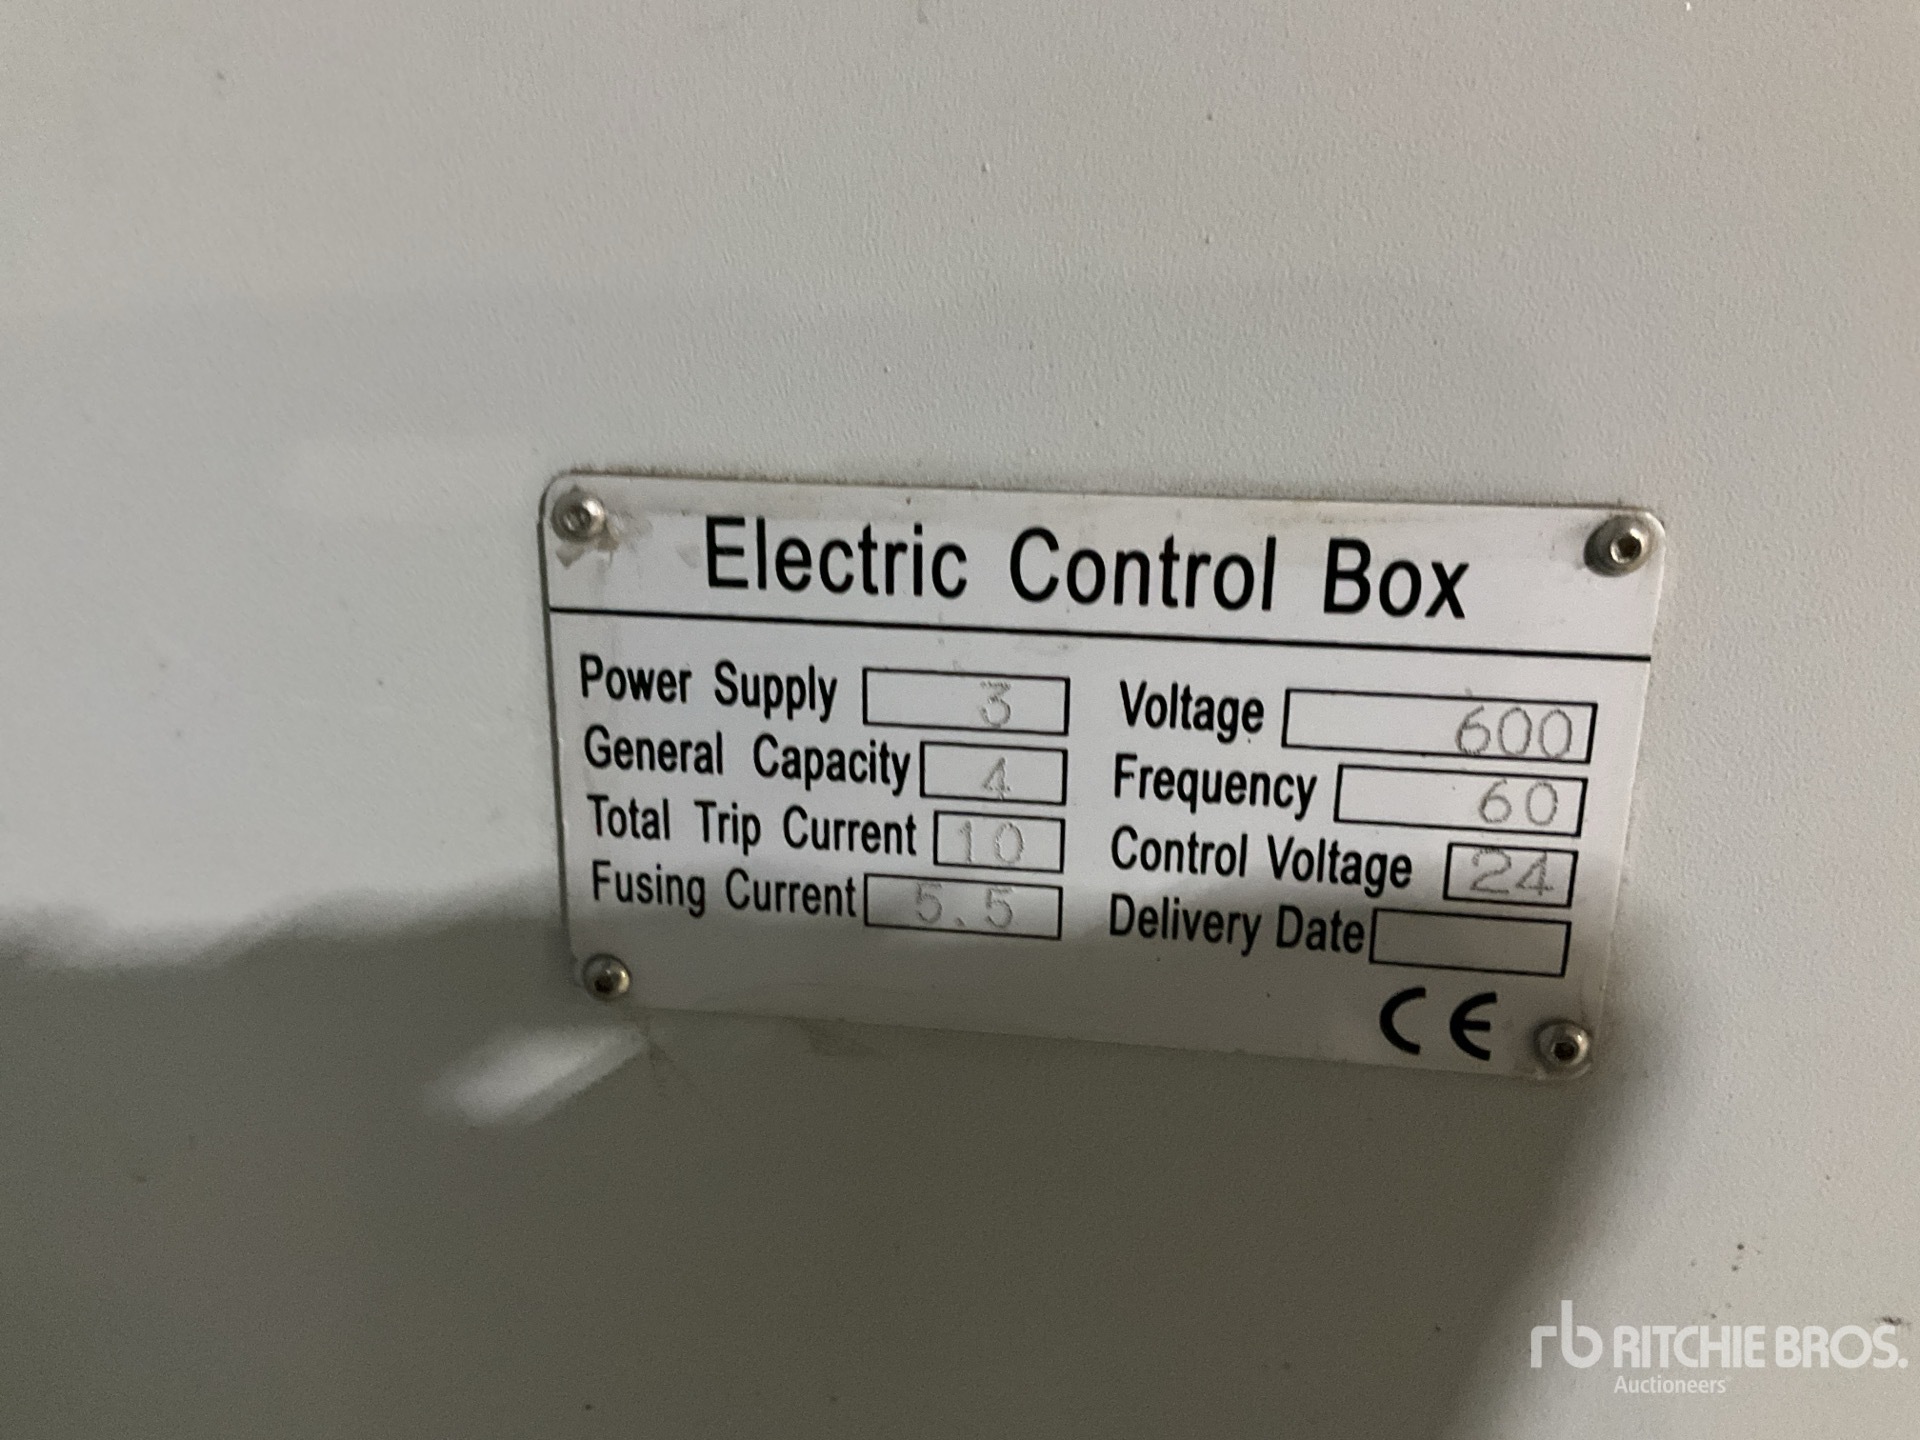 Electric Control Box
Power Supply 3 Voltage 600
General Capacity 4 Frequency 60
Total Trip Current 10 Control Voltage 24
Fusing Current 5.5 Delivery Date
CE
rb RITCHIE BROS.
Auctioneers